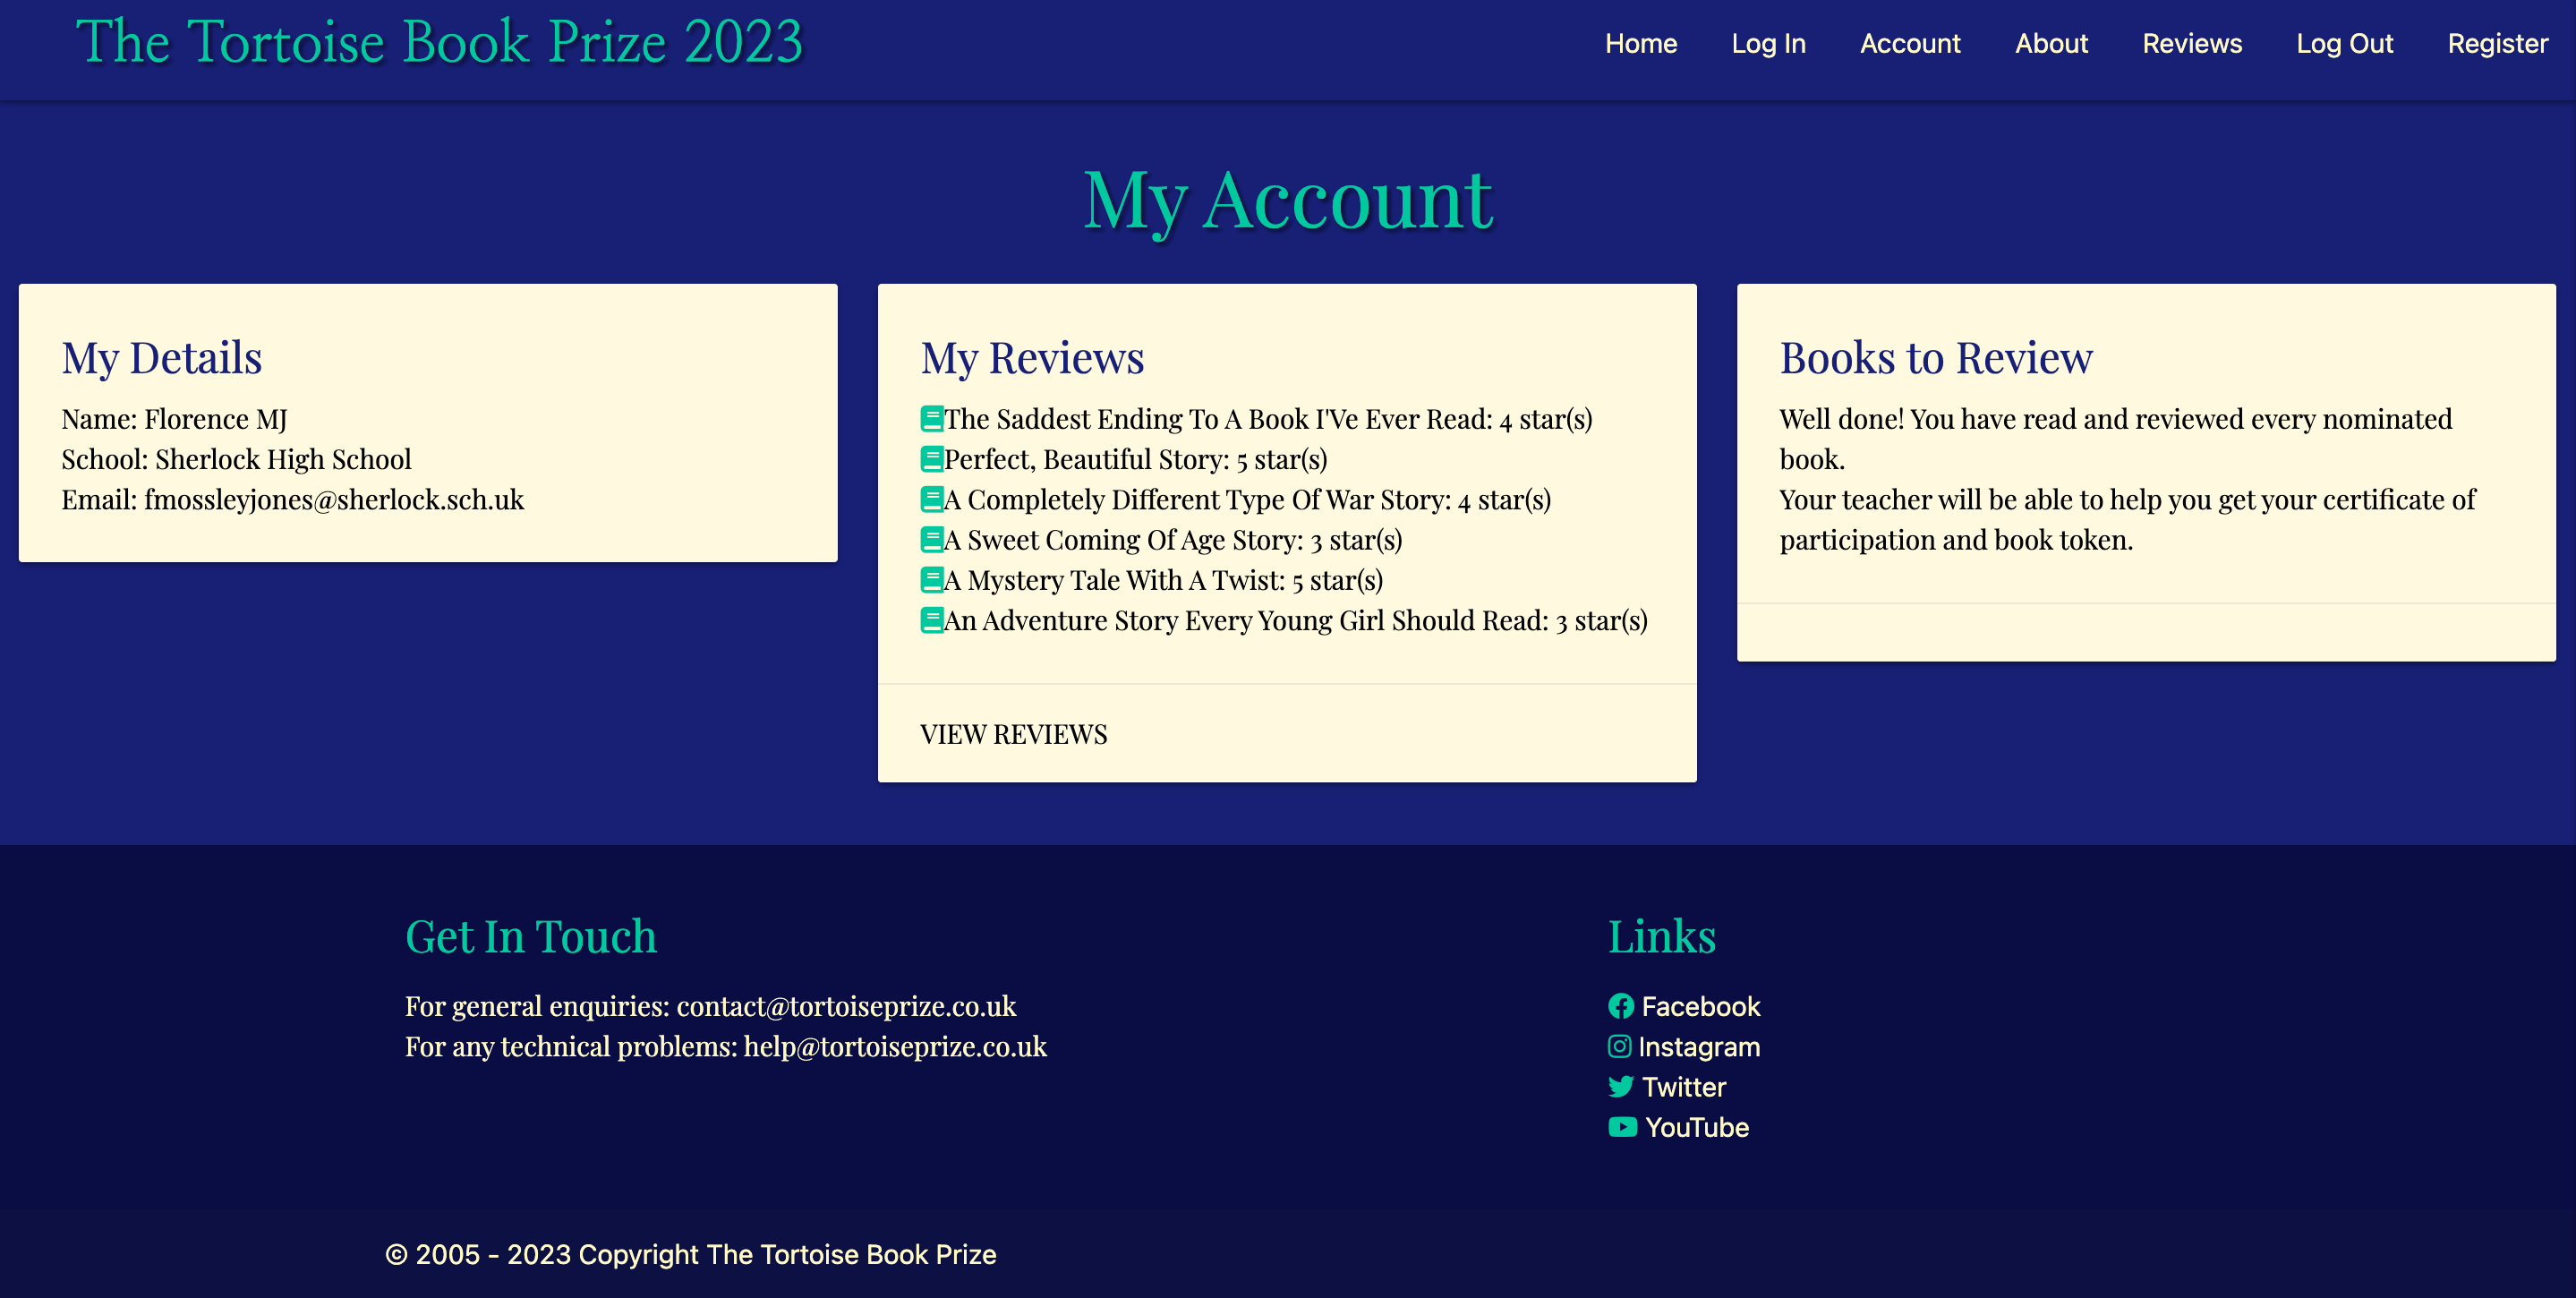 The Tortoise Book Prize 2023
Home Log In Account About Reviews Log Out Register
My Account
My Details
Name: Florence MJ
School: Sherlock High School
Email: fmossleyjones@sherlock.sch.uk
My Reviews
The Saddest Ending To A Book I'Ve Ever Read: 4 star(s)
Perfect, Beautiful Story: 5 star(s)
A Completely Different Type Of War Story: 4 star(s)
A Sweet Coming Of Age Story: 3 star(s)
A Mystery Tale With A Twist: 5 star(s)
An Adventure Story Every Young Girl Should Read: 3 star(s)
VIEW REVIEWS
Books to Review
Well done! You have read and reviewed every nominated
book.
Your teacher will be able to help you get your certificate of
participation and book token.
Get In Touch
For general enquiries: contact@tortoiseprize.co.uk
For any technical problems: help@tortoiseprize.co.uk
Links
Facebook
Instagram
Twitter
YouTube
© 2005 - 2023 Copyright The Tortoise Book Prize